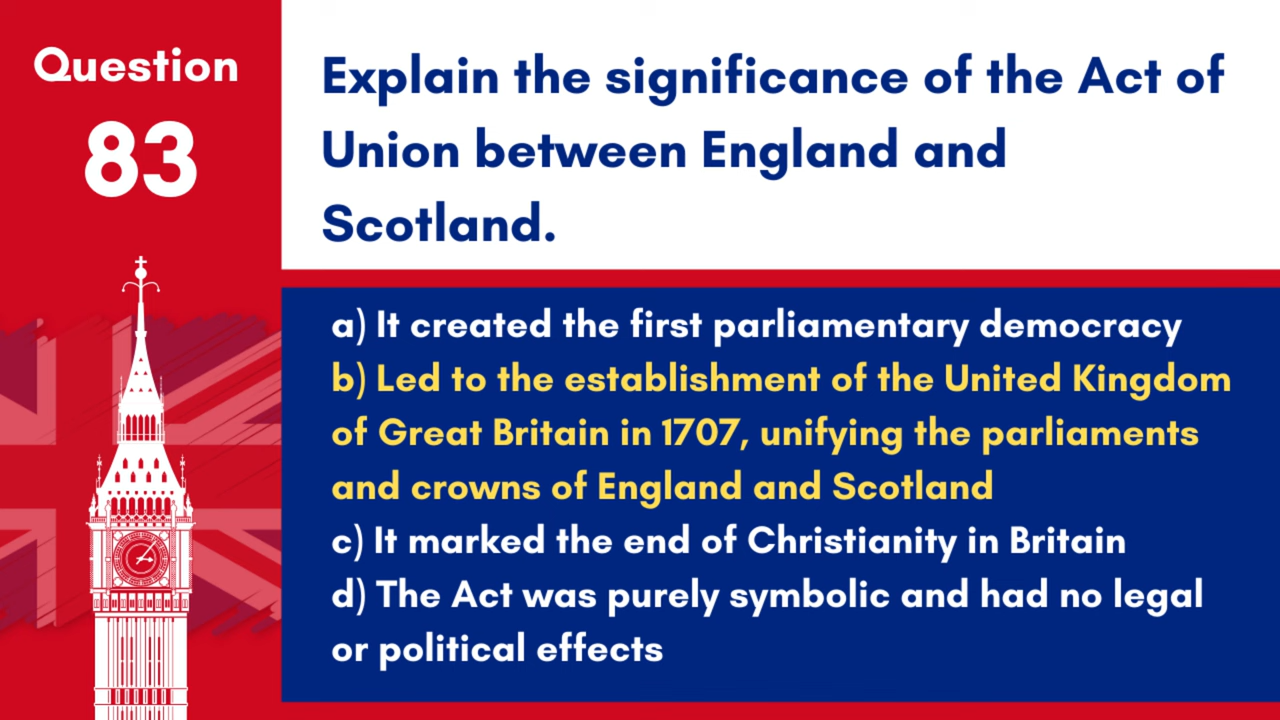 Question
83
Explain the significance of the Act of
Union between England and
Scotland.
a) It created the first parliamentary democracy
b) Led to the establishment of the United Kingdom
of Great Britain in 1707, unifying the parliaments
and crowns of England and Scotland
c) It marked the end of Christianity in Britain
d) The Act was purely symbolic and had no legal
or political effects